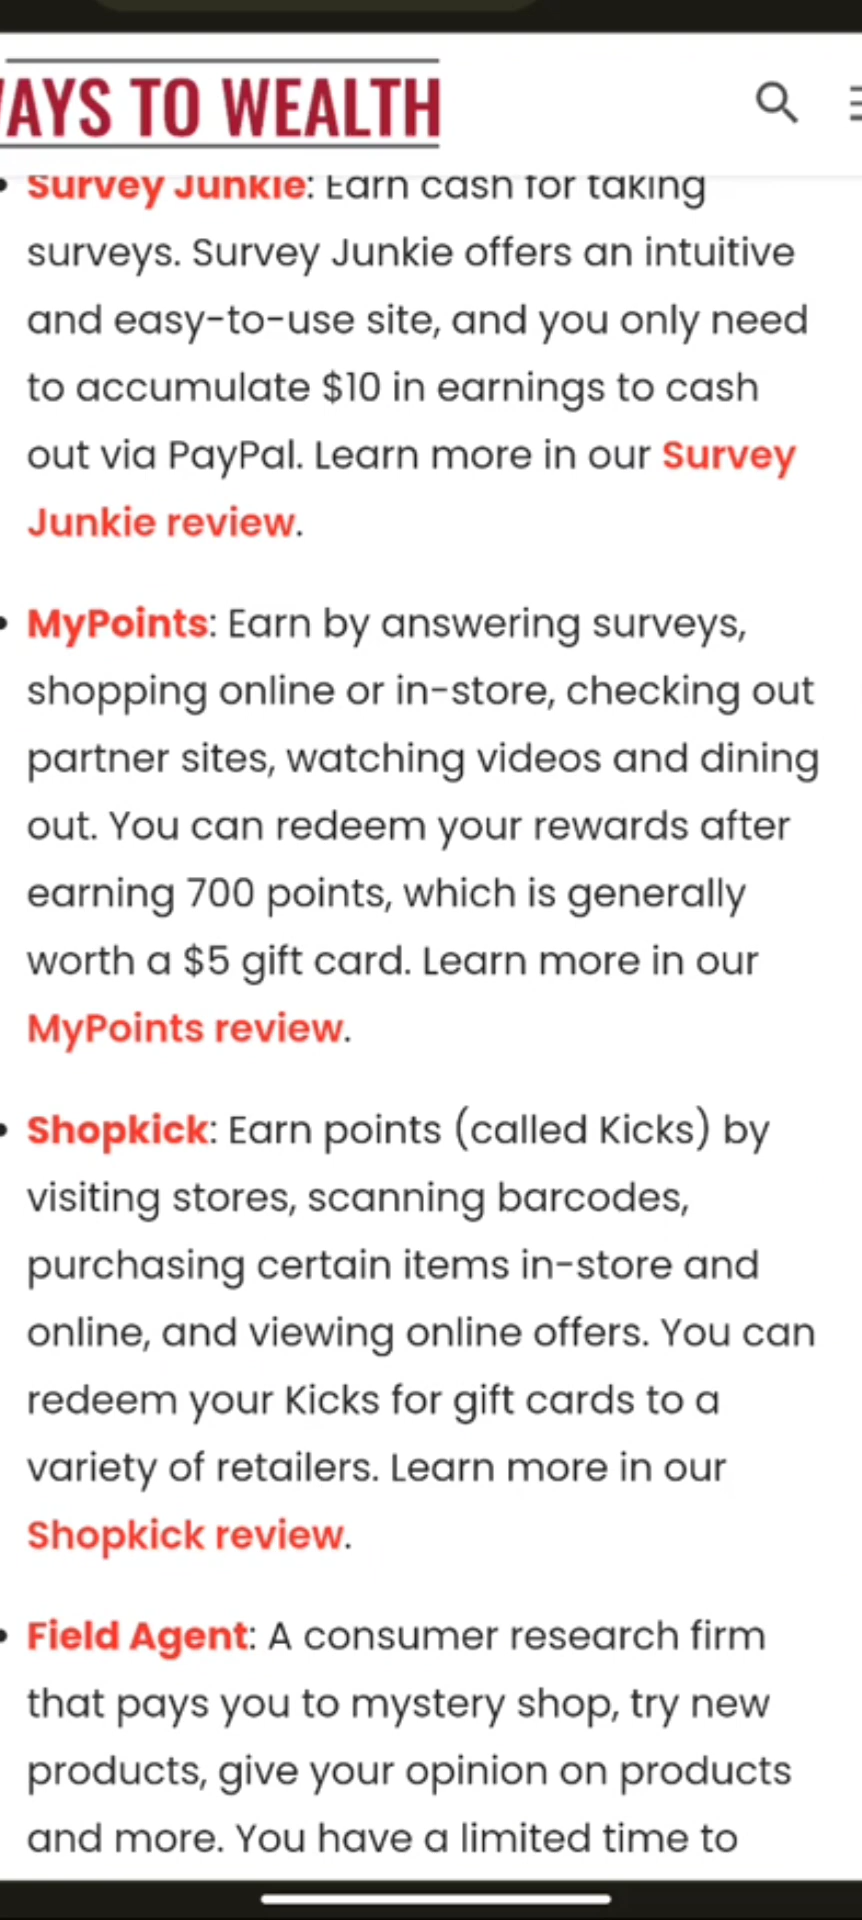 WAYS TO WEALTH
• Survey Junkie: Earn cash for taking
surveys. Survey Junkie offers an intuitive
and easy-to-use site, and you only need
to accumulate $10 in earnings to cash
out via PayPal. Learn more in our Survey
Junkie review.
• MyPoints: Earn by answering surveys,
shopping online or in-store, checking out
partner sites, watching videos and dining
out. You can redeem your rewards after
earning 700 points, which is generally
worth a $5 gift card. Learn more in our
MyPoints review.
• Shopkick: Earn points (called Kicks) by
visiting stores, scanning barcodes,
purchasing certain items in-store and
online, and viewing online offers. You can
redeem your Kicks for gift cards to a
variety of retailers. Learn more in our
Shopkick review.
• Field Agent: A consumer research firm
that pays you to mystery shop, try new
products, give your opinion on products
and more. You have a limited time to